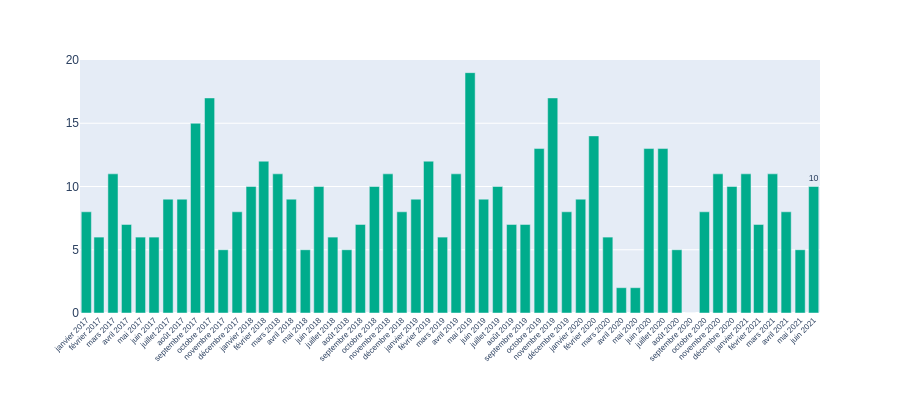 20
15
10
5
0
10
janvier 2017
février 2017
mars 2017
avril 2017
mai 2017
juin 2017
juillet 2017
août 2017
septembre 2017
octobre 2017
novembre 2017
décembre 2017
janvier 2018
février 2018
mars 2018
avril 2018
mai 2018
juin 2018
juillet 2018
août 2018
septembre 2018
octobre 2018
novembre 2018
décembre 2018
janvier 2019
février 2019
mars 2019
avril 2019
mai 2019
juin 2019
juillet 2019
août 2019
septembre 2019
octobre 2019
novembre 2019
décembre 2019
janvier 2020
février 2020
mars 2020
avril 2020
mai 2020
juin 2020
juillet 2020
août 2020
septembre 2020
octobre 2020
novembre 2020
décembre 2020
janvier 2021
février 2021
mars 2021
avril 2021
mai 2021
juin 2021